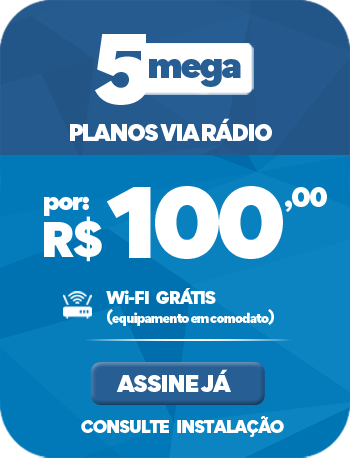 5 mega
PLANOS VIA RÁDIO
por:
R$ 100,00
Wi-FI GRÁTIS
(equipamento em comodato)
ASSINE JÁ
CONSULTE INSTALAÇÃO